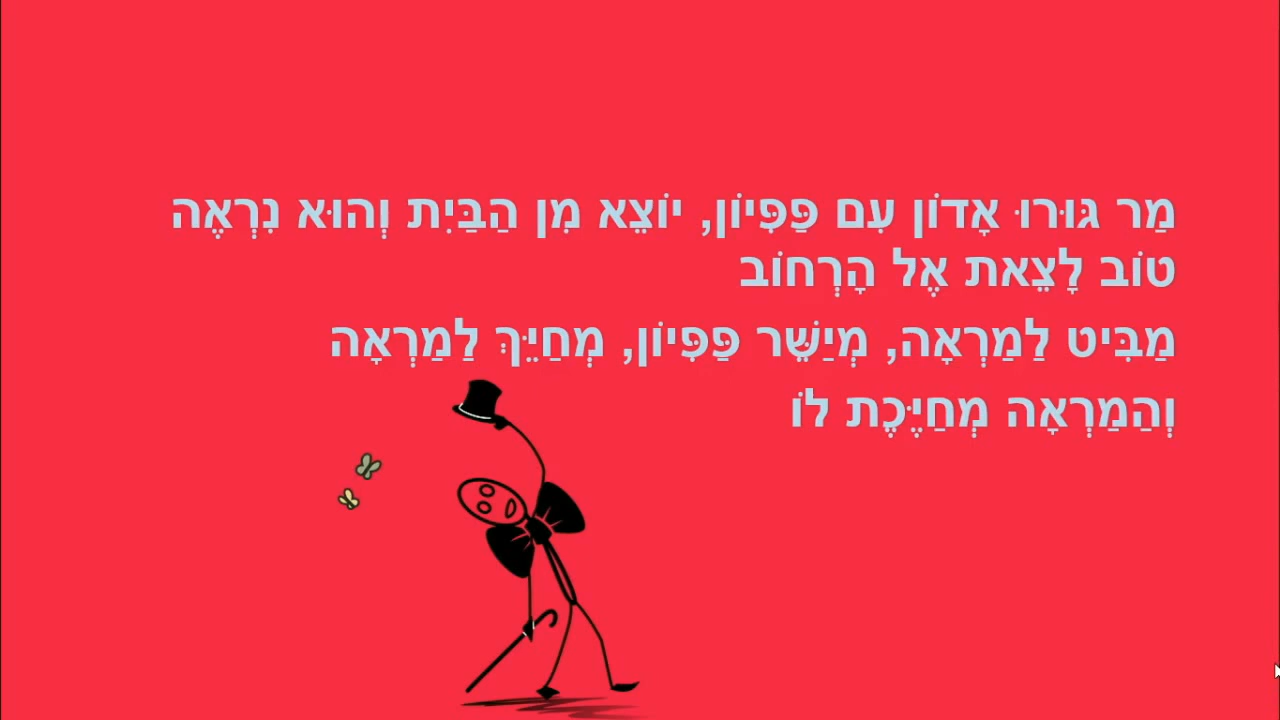 מַר גּוּרוּ אָדוֹן עִם פַּפִּיוֹן, יוֹצֵא מִן הַבַּיִת וְהוּא נִרְאֶה
טוֹב לָצֵאת אֶל הָרְחוֹב
מַבִּיט לַמַרְאָה, מְיַשֵּׁר פַּפִּיוֹן, מְחַיֵּךְ לַמַרְאָה
וְהַמַרְאָה מְחַיֶּכֶת לוֹ